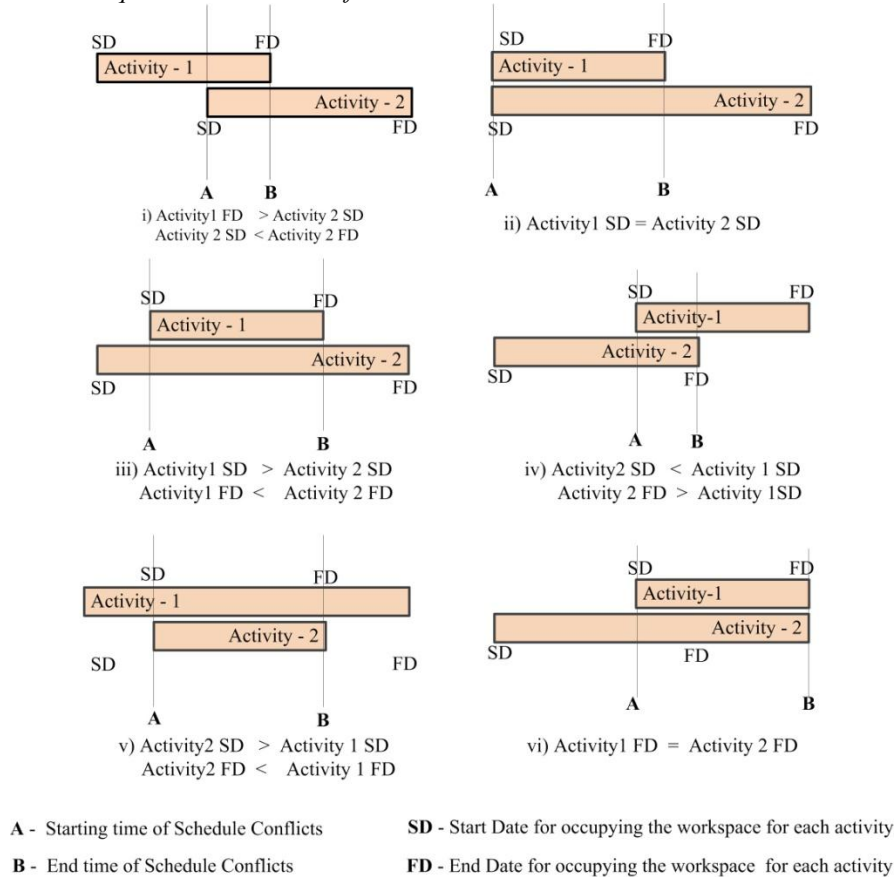 SD FD
Activity - 1
Activity - 2
SD FD
A B
i) Activity1 FD > Activity 2 SD
Activity 2 SD < Activity 2 FD
SD FD
Activity - 1
Activity - 2
SD FD
A B
ii) Activity1 SD = Activity 2 SD
SD FD
Activity - 1
Activity - 2
SD FD
A B
iii) Activity1 SD > Activity 2 SD
Activity1 FD < Activity 2 FD
SD FD
Activity-1
Activity - 2
SD FD
A B
iv) Activity2 SD < Activity 1 SD
Activity 2 FD > Activity 1SD
SD FD
Activity - 1
Activity - 2
SD FD
A B
v) Activity2 SD > Activity 1 SD
Activity2 FD < Activity 1 FD
SD FD
Activity-1
Activity - 2
SD FD
A B
vi) Activity1 FD = Activity 2 FD
A - Starting time of Schedule Conflicts
SD - Start Date for occupying the workspace for each activity
B - End time of Schedule Conflicts
FD - End Date for occupying the workspace for each activity